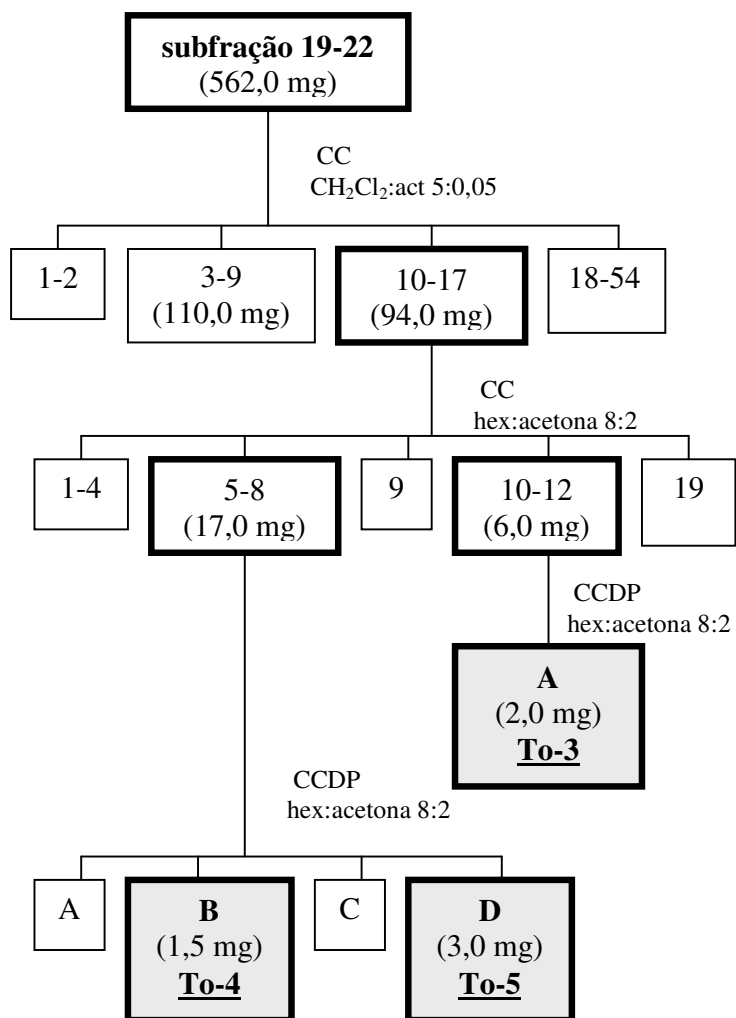 subfração 19-22
(562,0 mg)
CC
CH₂Cl₂:act 5:0,05
1-2
3-9
(110,0 mg)
10-17
(94,0 mg)
18-54
CC
hex:acetona 8:2
1-4
5-8
(17,0 mg)
9
10-12
(6,0 mg)
19
CCDP
hex:acetona 8:2
A
(2,0 mg)
To-3
CCDP
hex:acetona 8:2
A
B
(1,5 mg)
To-4
C
D
(3,0 mg)
To-5